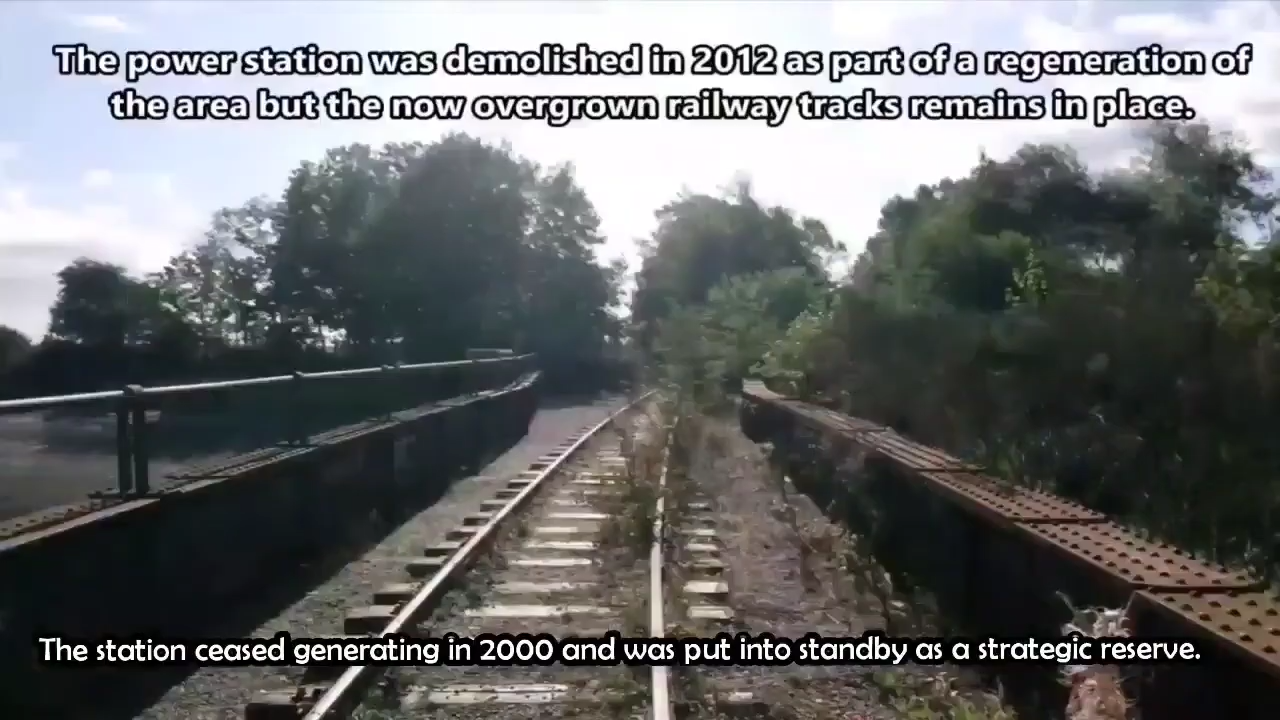 The power station was demolished in 2012 as part of a regeneration of
the area but the now overgrown railway tracks remains in place.
The station ceased generating in 2000 and was put into standby as a strategic reserve.